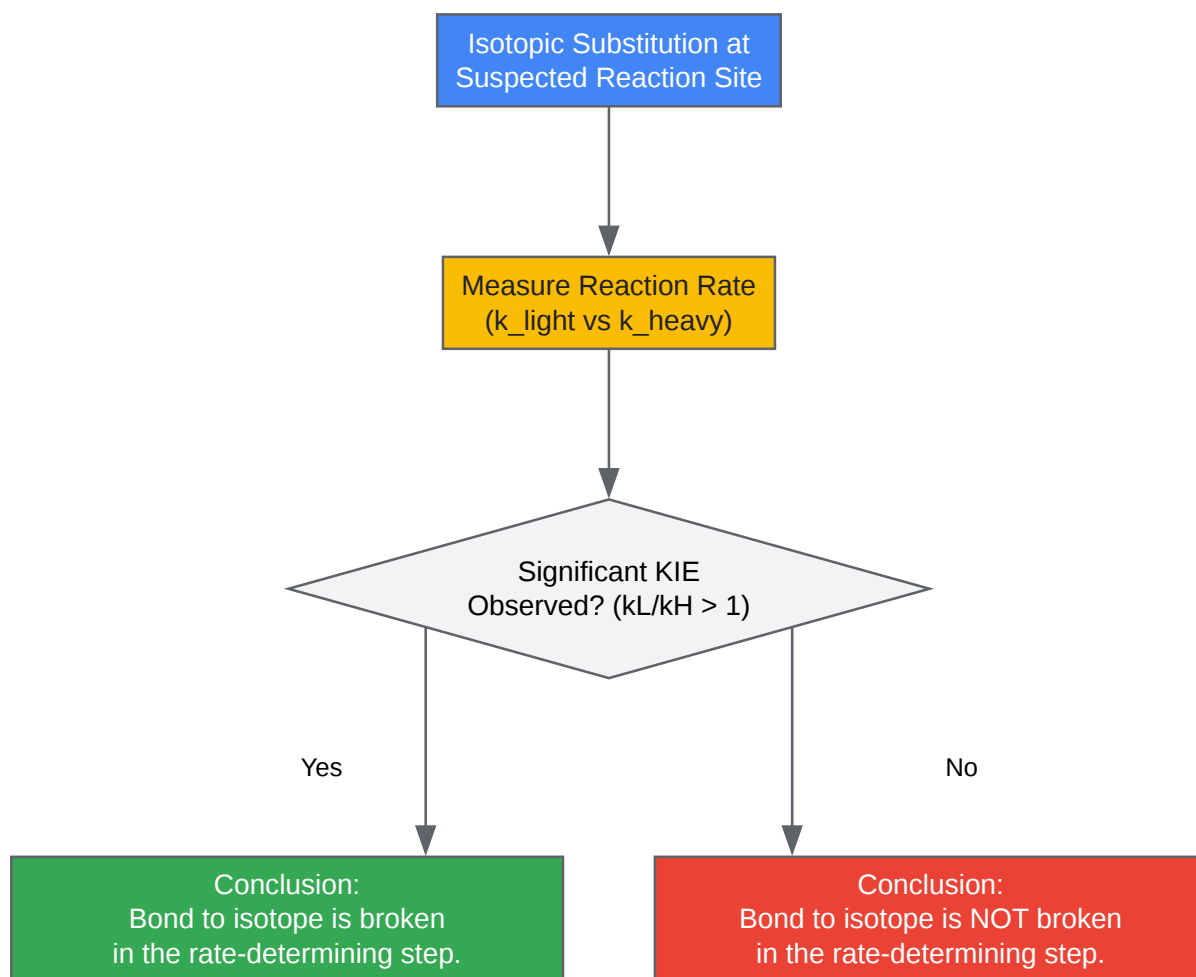 Isotopic Substitution at
Suspected Reaction Site
Measure Reaction Rate
(k_light vs k_heavy)
Significant KIE
Observed? (kL/kH > 1)
Yes
No
Conclusion:
Bond to isotope is broken
in the rate-determining step.
Conclusion:
Bond to isotope is NOT broken
in the rate-determining step.